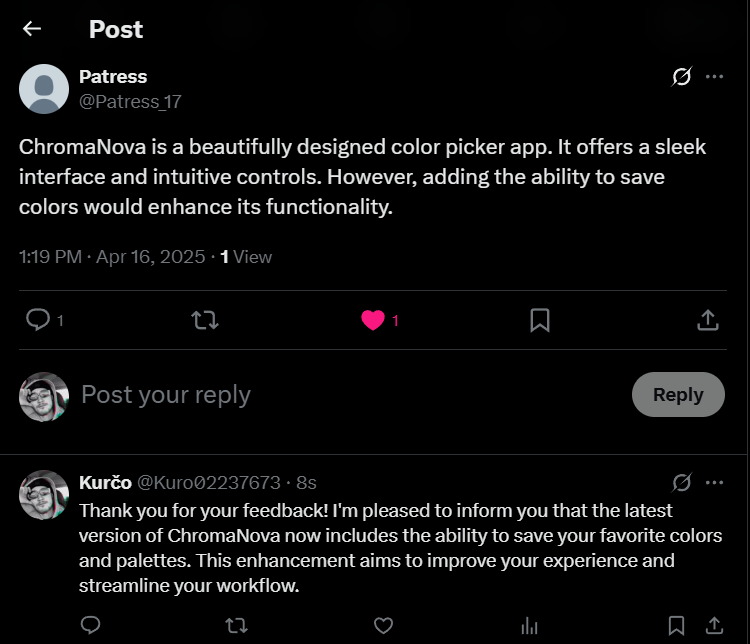 Post
Patress
@Patress_17
ChromaNova is a beautifully designed color picker app. It offers a sleek
interface and intuitive controls. However, adding the ability to save
colors would enhance its functionality.
1:19 PM · Apr 16, 2025 · 1 View
1
1
Post your reply
Reply
Kurčo @Kuro02237673 · 8s
Thank you for your feedback! I'm pleased to inform you that the latest
version of ChromaNova now includes the ability to save your favorite colors
and palettes. This enhancement aims to improve your experience and
streamline your workflow.